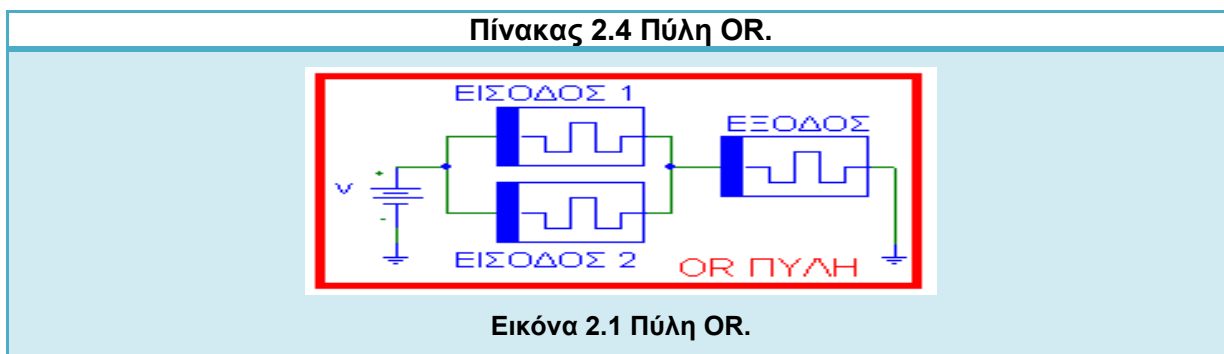 Πίνακας 2.4 Πύλη OR.
ΕΙΣΟΔΟΣ 1
ΕΞΟΔΟΣ
+
V
-
ΕΙΣΟΔΟΣ 2
OR ΠΥΛΗ
Εικόνα 2.1 Πύλη OR.